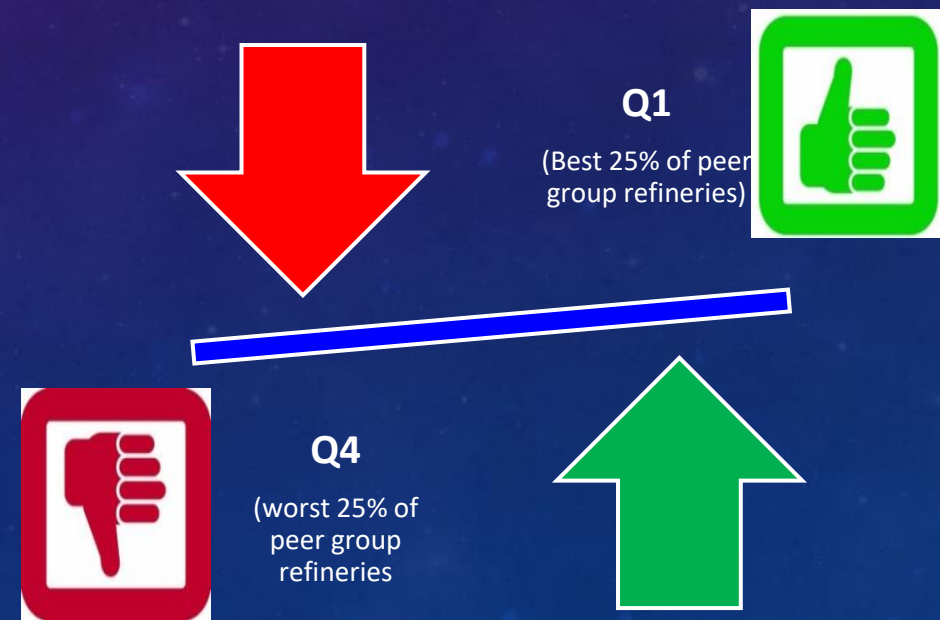 Q1
(Best 25% of peer
group refineries)
Q4
(worst 25% of
peer group
refineries